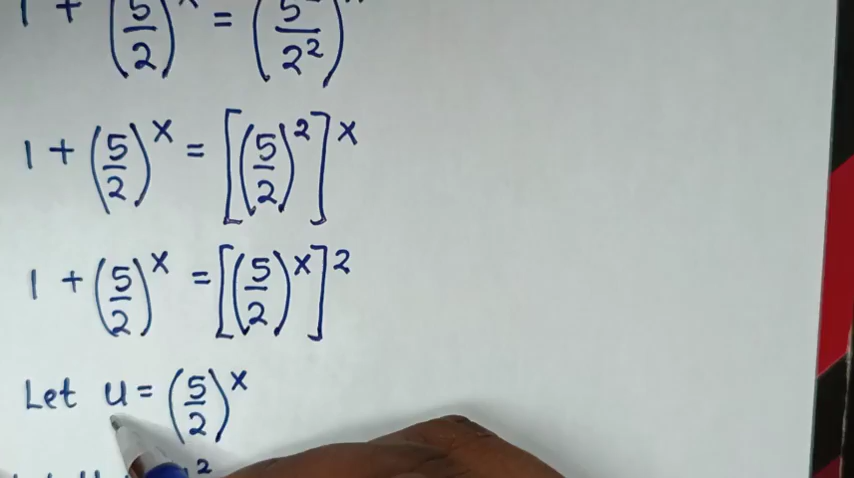 1 + (5/2)^x = (5/2^2)
1 + (5/2)^x = [(5/2)^2]^x
1 + (5/2)^x = [(5/2)^x]^2
Let u = (5/2)^x
2